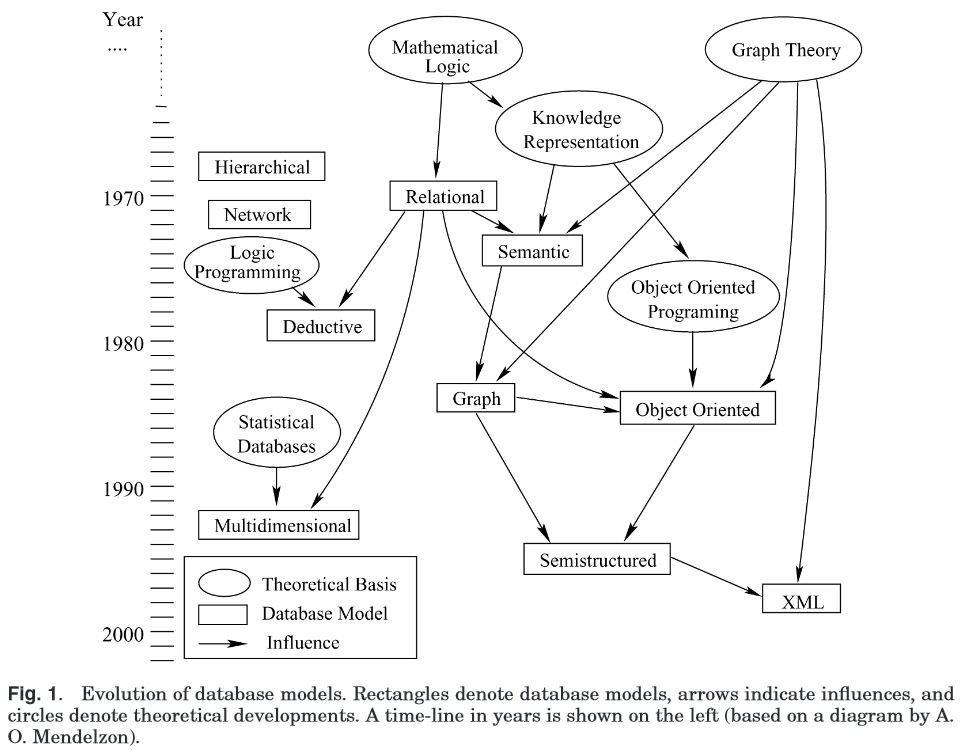 Year
....
Mathematical
Logic
Graph Theory
Knowledge
Representation
Hierarchical
1970
Relational
Network
Logic
Programming
Semantic
Object Oriented
Programing
Deductive
1980
Graph
Object Oriented
Statistical
Databases
1990
Multidimensional
Semistructured
Theoretical Basis
Database Model
XML
2000
Influence
Fig. 1. Evolution of database models. Rectangles denote database models, arrows indicate influences, and
circles denote theoretical developments. A time-line in years is shown on the left (based on a diagram by A.
O. Mendelzon).